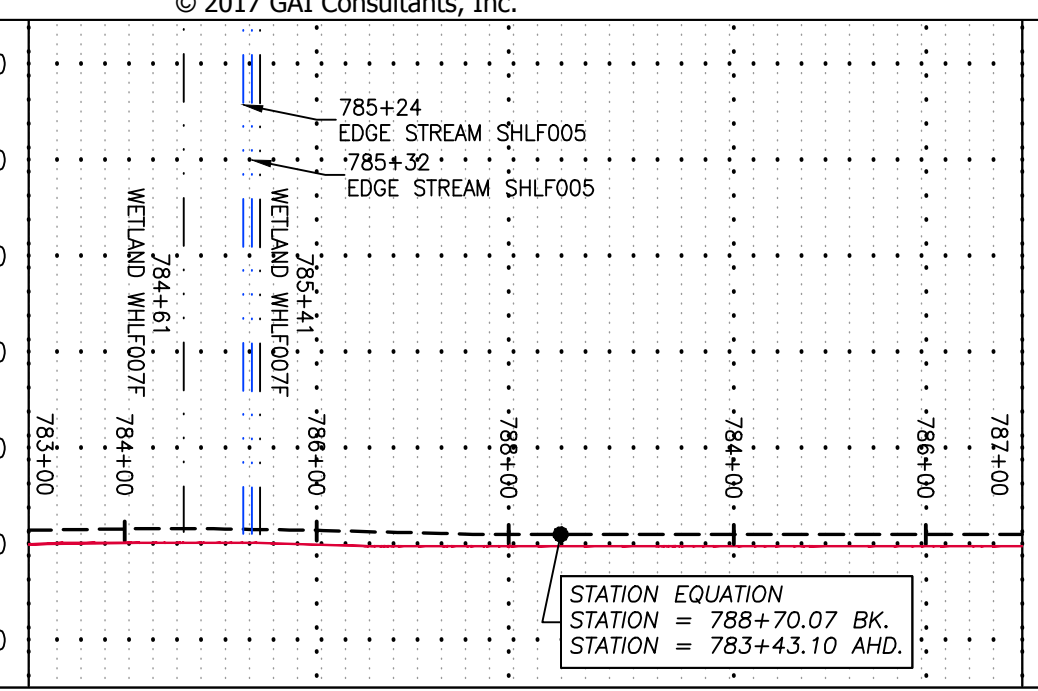 © 2017 GAI Consultants, Inc.
785+24
EDGE STREAM SHLF005
785+32
EDGE STREAM SHLF005
784+61
WETLAND WHLF007F
785+41
WETLAND WHLF007F
783+00
784+00
786+00
788+00
784+00
786+00
787+00
STATION EQUATION
STATION = 788+70.07 BK.
STATION = 783+43.10 AHD.